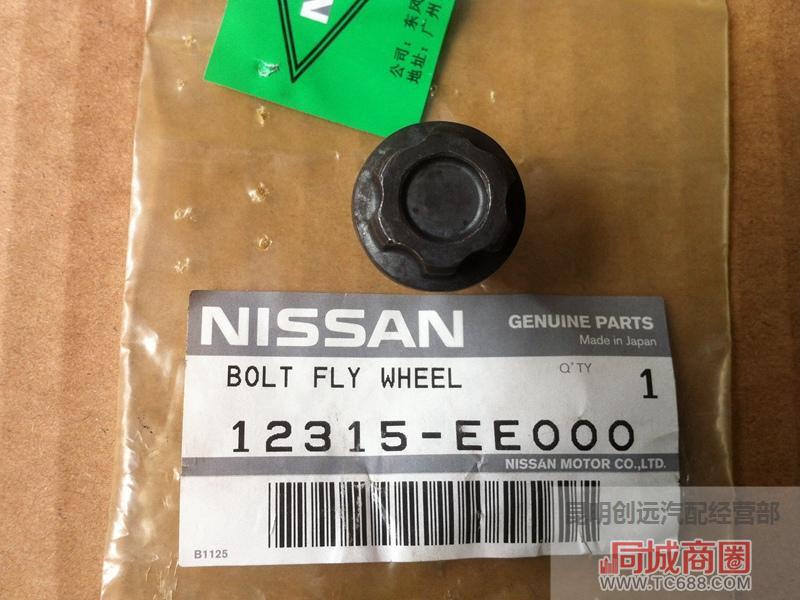 N
公司：东风
地址：广州
NISSAN
GENUINE PARTS
Made in Japan
BOLT FLY WHEEL
Q'TY
1
12315-EE000
NISSAN MOTOR CO.,LTD.
B1125
昆明创远汽配经营部
同城商圈
WWW.TC688.COM